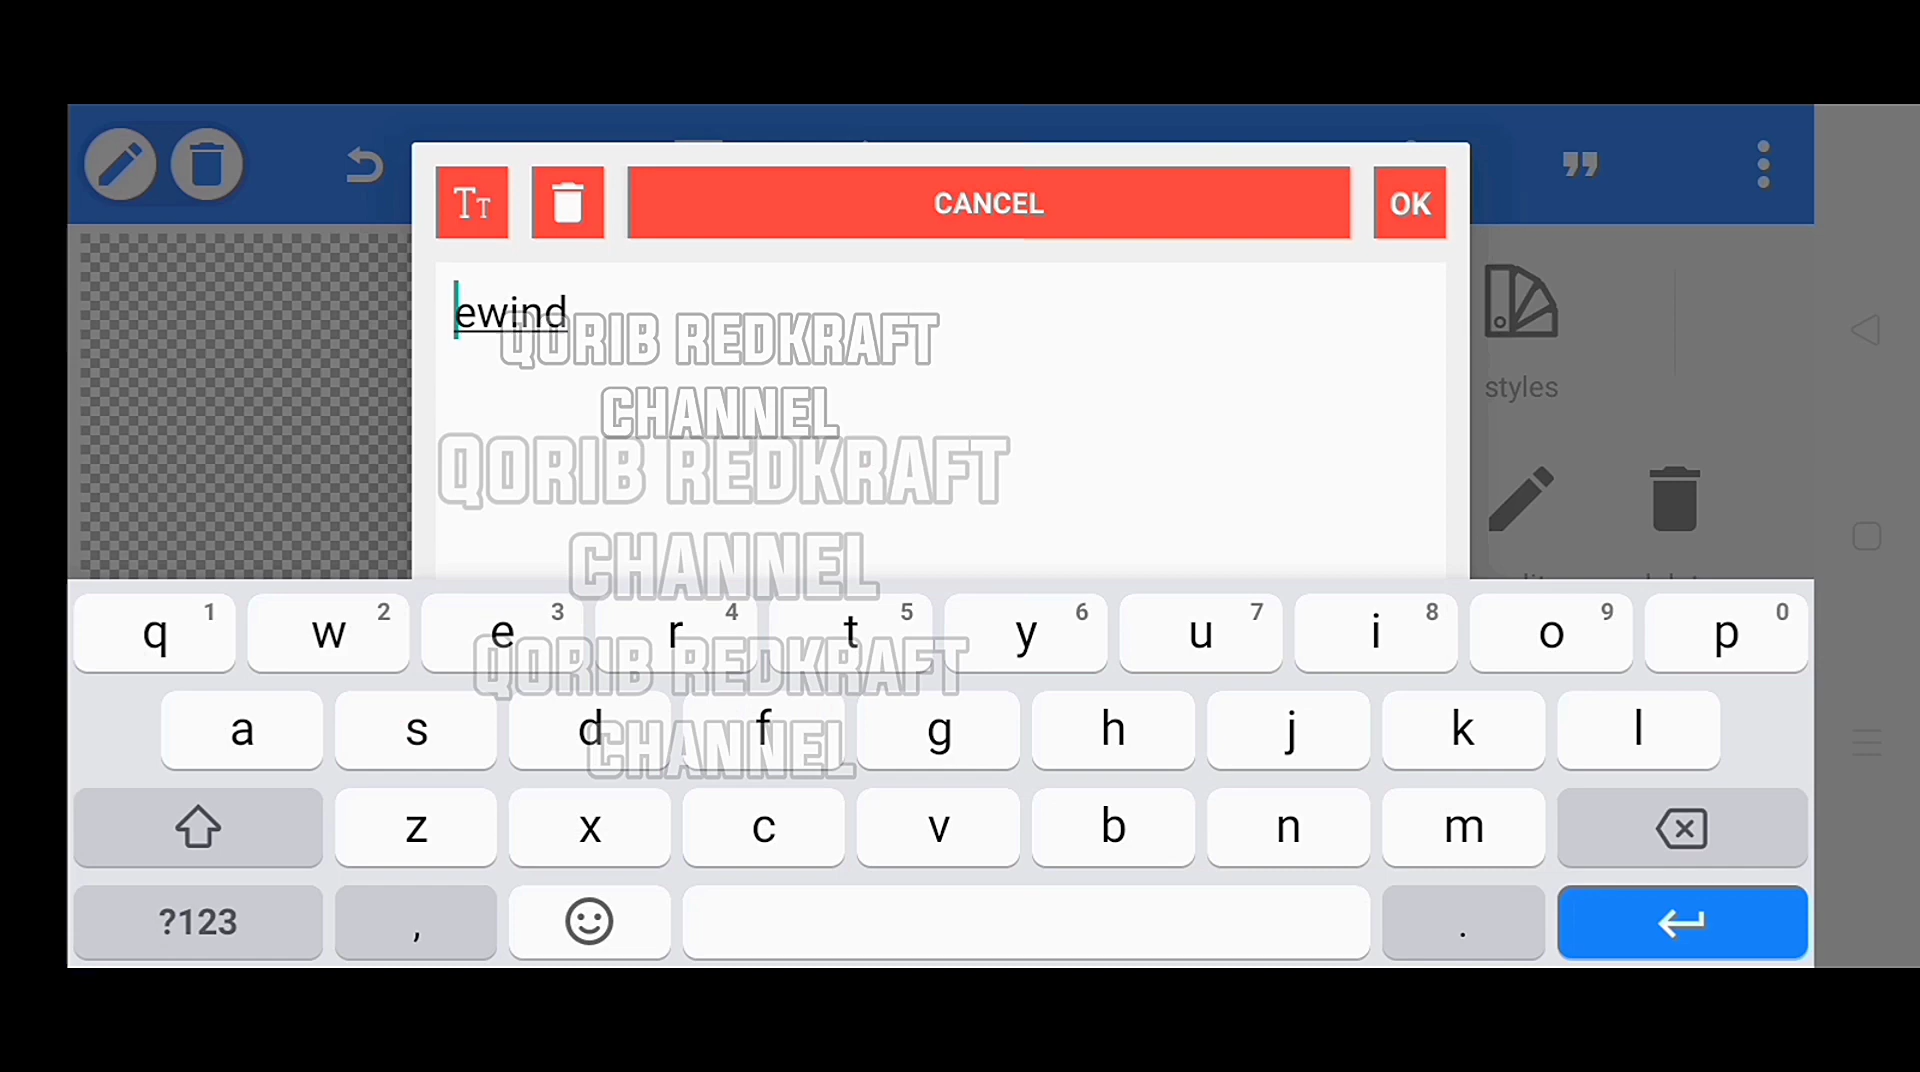 TT
CANCEL
OK
ewind
QORIB REDKRAFT
CHANNEL
QORIB REDKRAFT
CHANNEL
QORIB REDKRAFT
CHANNEL
styles
q 1 w 2 e 3 r 4 t 5 y 6 u 7 i 8 o 9 p 0
a s d f g h j k l
z x c v b n m
?123 , .